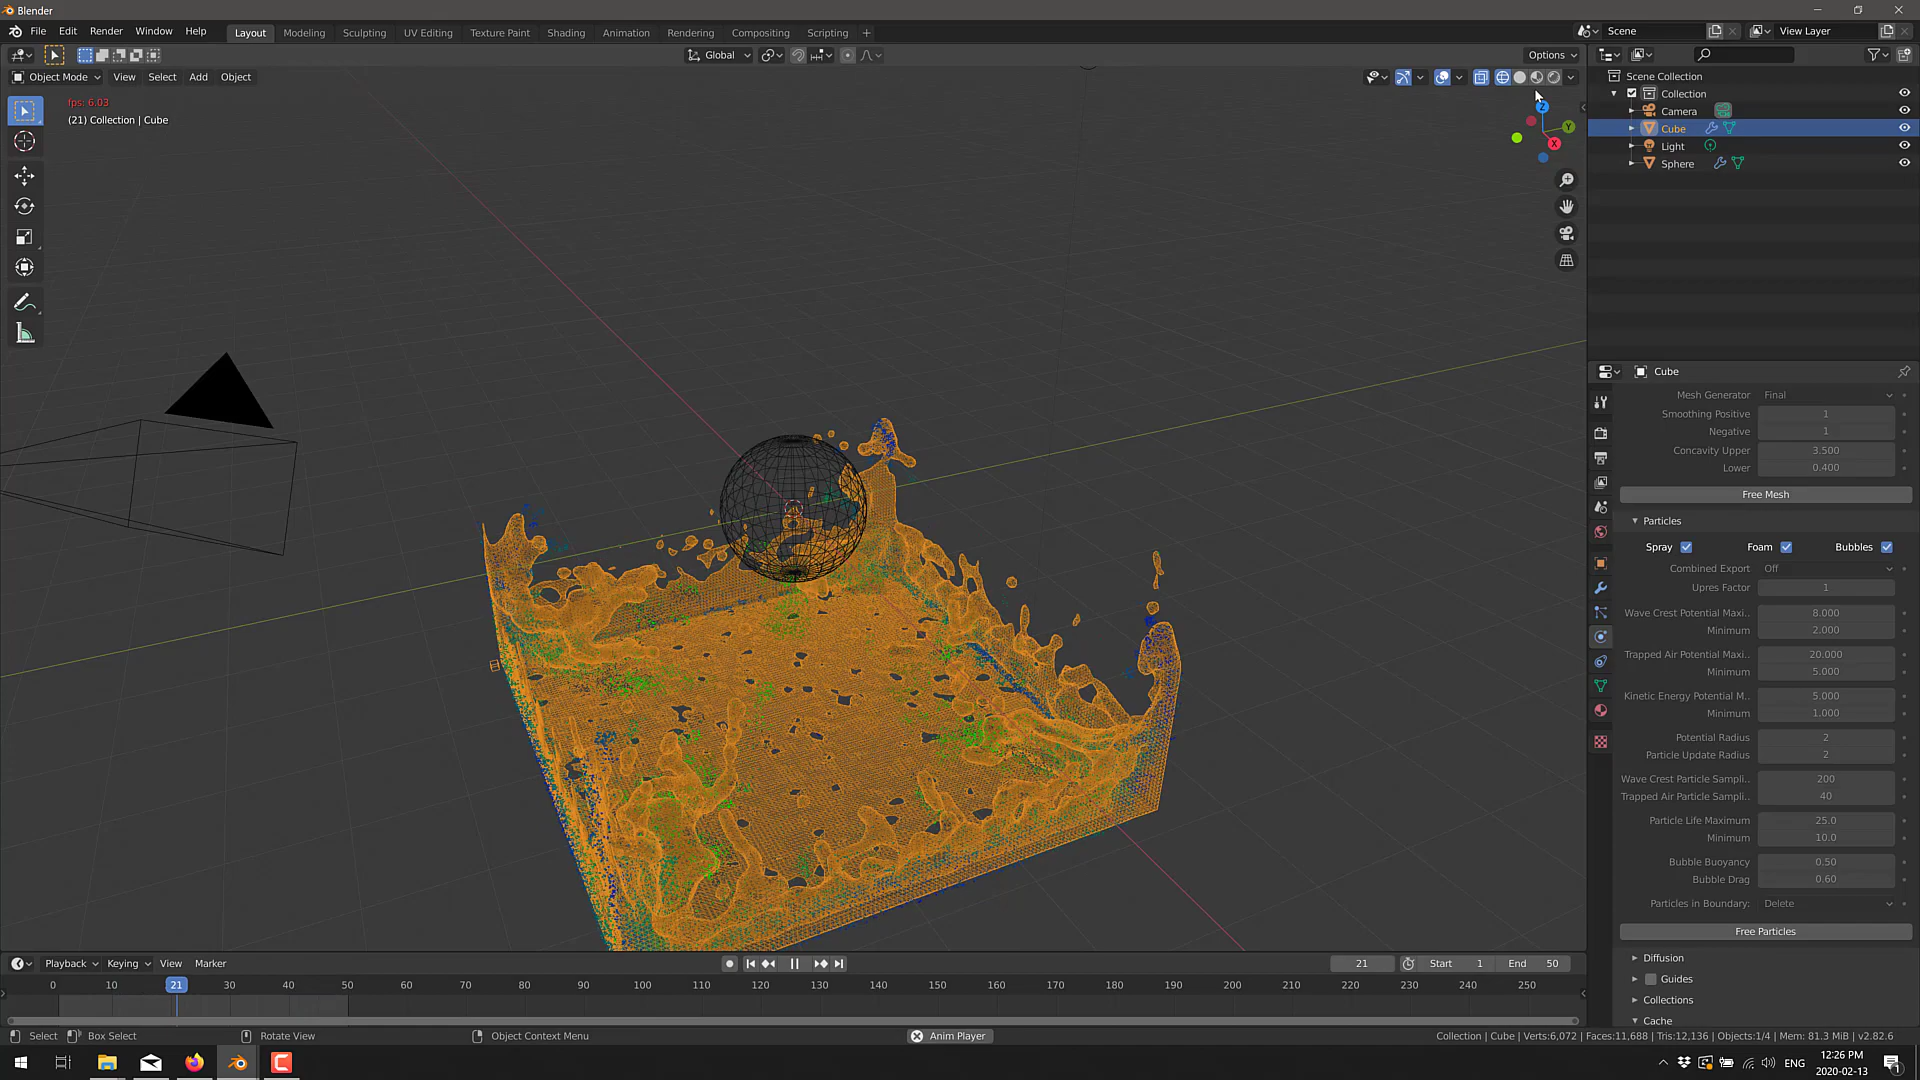 Blender
File Edit Render Window Help
Layout Modeling Sculpting UV Editing Texture Paint Shading Animation Rendering Compositing Scripting +
Scene View Layer
Global Options
Object Mode View Select Add Object
fps: 6.03
(21) Collection | Cube
Z
Y
X
Scene Collection
Collection
Camera
Cube
Light
Sphere
Cube
Mesh Generator Final
Smoothing Positive 1
Negative 1
Concavity Upper 3.500
Lower 0.400
Free Mesh
Particles
Spray Foam Bubbles
Combined Export Off
Upres Factor 1
Wave Crest Potential Maxi.. 8.000
Minimum 2.000
Trapped Air Potential Maxi.. 20.000
Minimum 5.000
Kinetic Energy Potential M.. 5.000
Minimum 1.000
Potential Radius 2
Particle Update Radius 2
Wave Crest Particle Sampli.. 200
Trapped Air Particle Sampli.. 40
Particle Life Maximum 25.0
Minimum 10.0
Bubble Buoyancy 0.50
Bubble Drag 0.60
Particles in Boundary: Delete
Free Particles
Diffusion
Guides
Collections
Cache
Playback Keying View Marker
21 Start 1 End 50
0 10 21 30 40 50 60 70 80 90 100 110 120 130 140 150 160 170 180 190 200 210 220 230 240 250
Select Box Select Rotate View Object Context Menu Anim Player
Collection | Cube | Verts:6,072 | Faces:11,688 | Tris:12,136 | Objects:1/4 | Mem: 81.3 MiB | v2.82.6
ENG
12:26 PM
2020-02-13
1